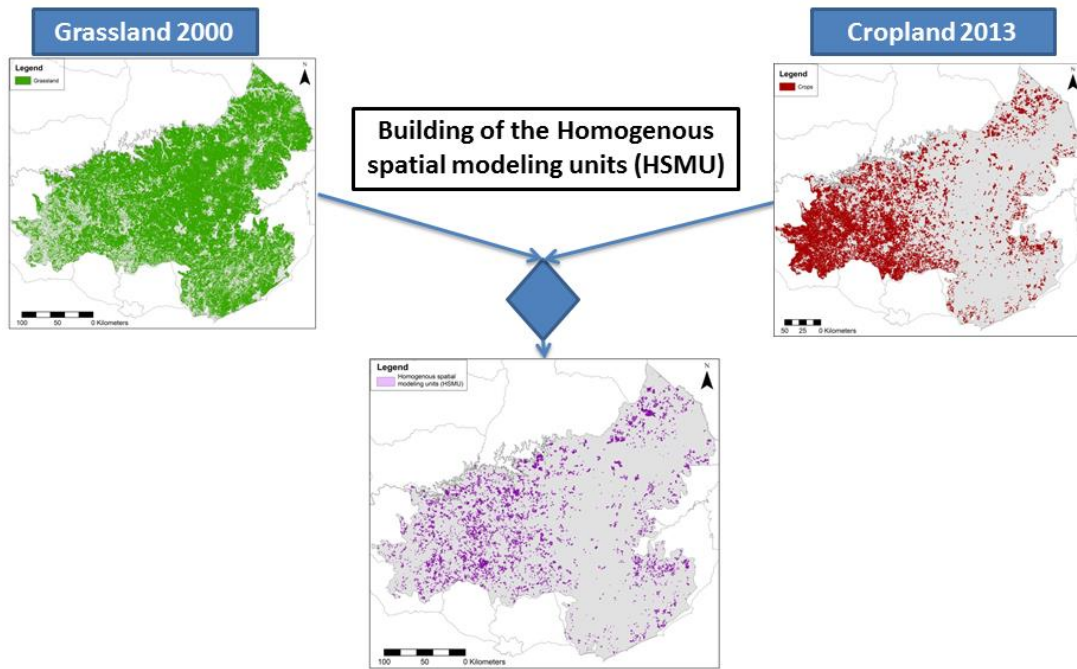 Grassland 2000
Cropland 2013
Legend
Grassland
N
100 50 0 Kilometers
Building of the Homogenous
spatial modeling units (HSMU)
Legend
Crops
N
50 25 0 Kilometers
Legend
Homogenous spatial
modeling units (HSMU)
N
100 50 0 Kilometers